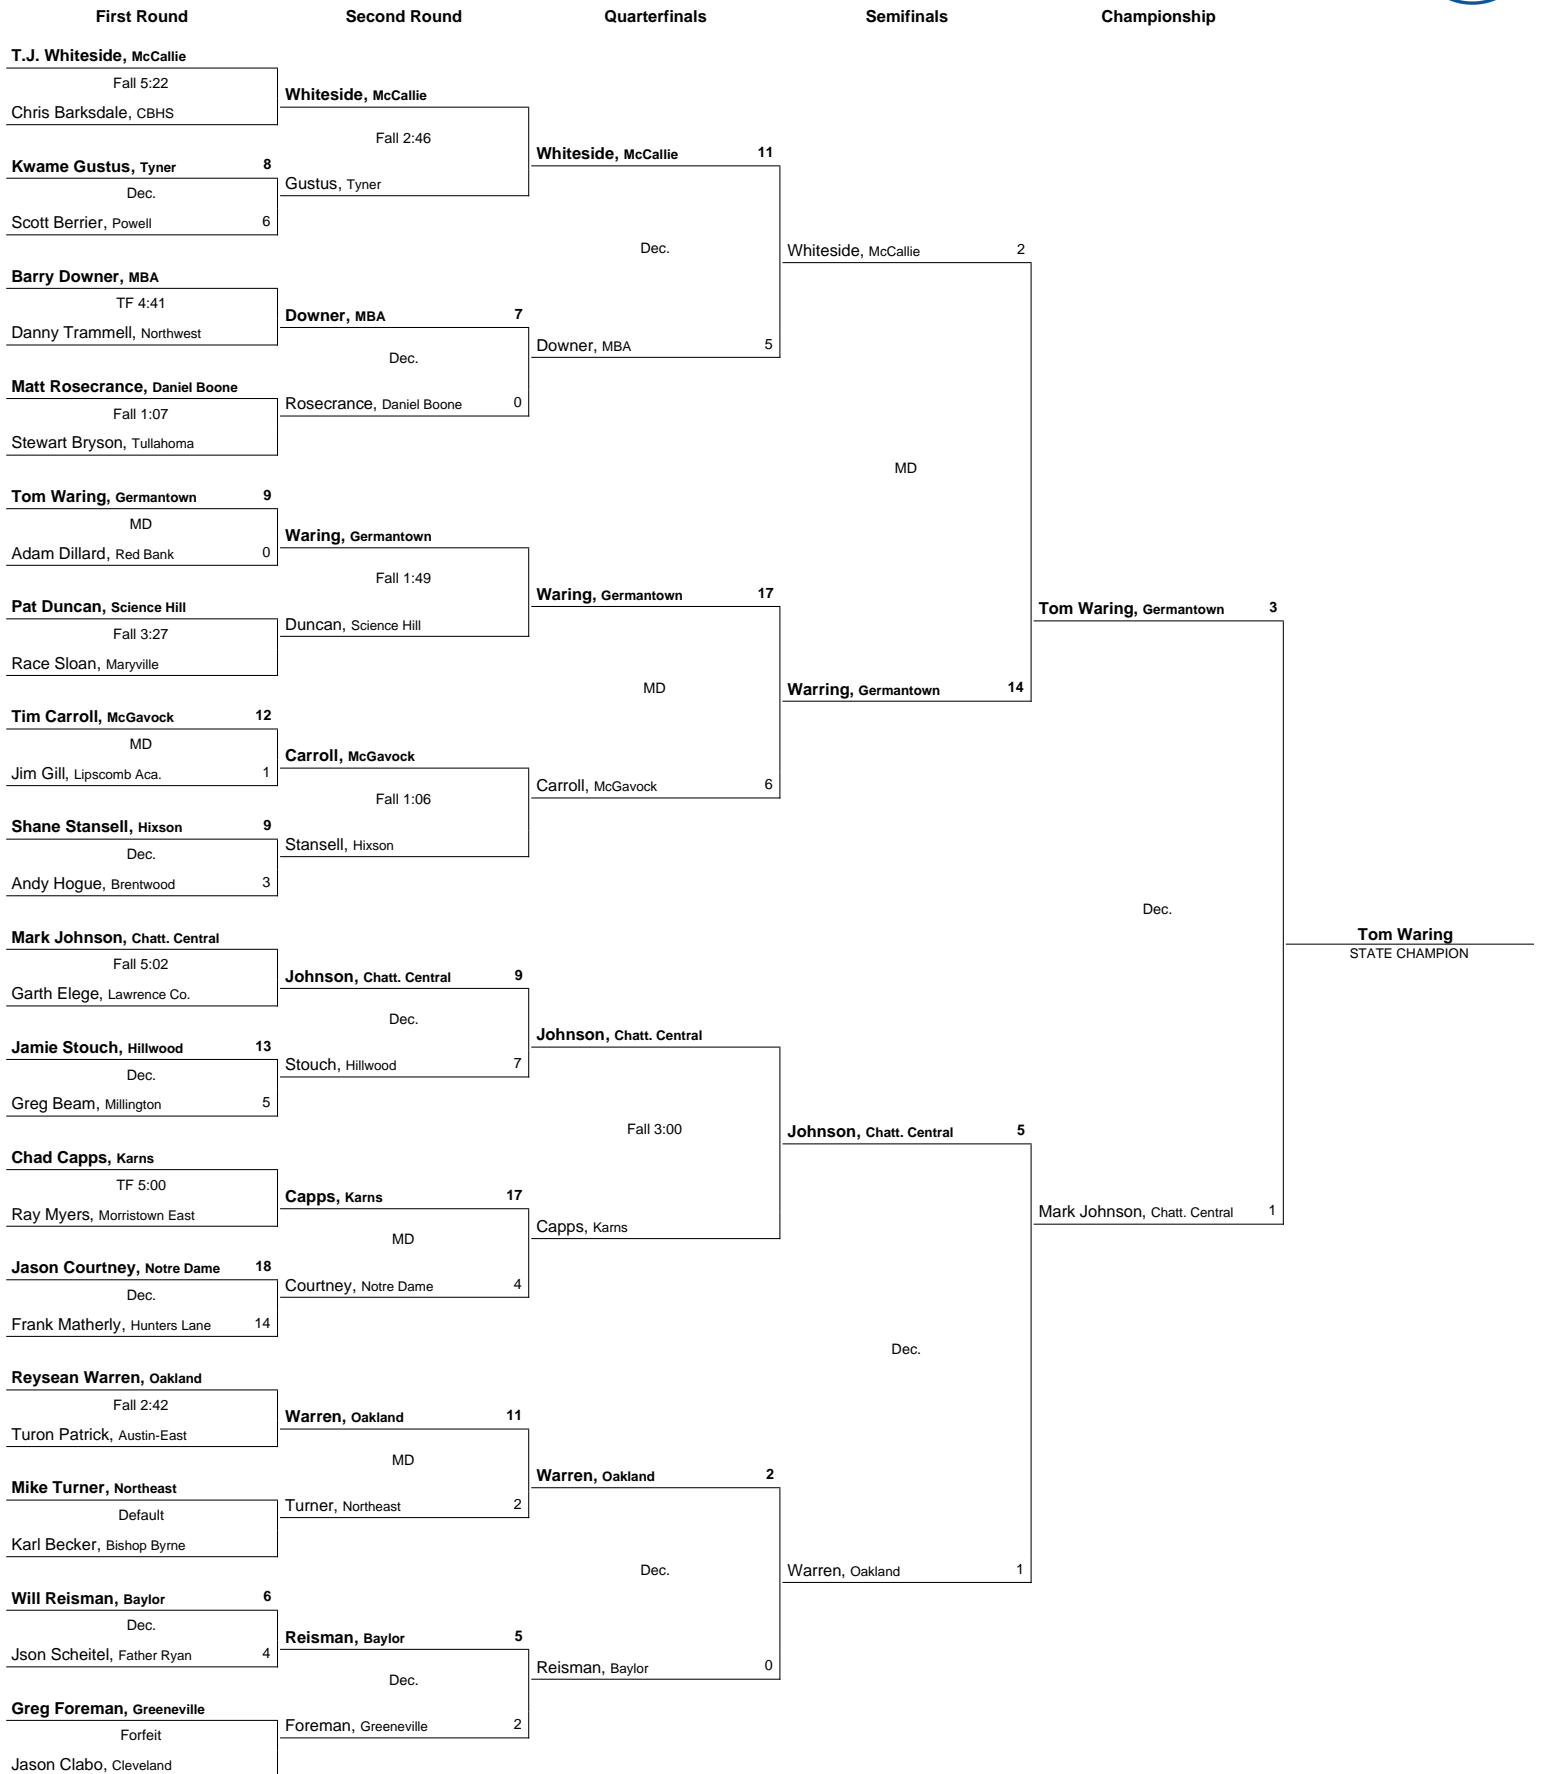 First Round
Second Round
Quarterfinals
Semifinals
Championship
T.J. Whiteside, McCallie
Fall 5:22
Chris Barksdale, CBHS
Kwame Gustus, Tyner 8
Dec.
Scott Berrier, Powell 6
Barry Downer, MBA
TF 4:41
Danny Trammell, Northwest
Matt Rosecrance, Daniel Boone
Fall 1:07
Stewart Bryson, Tullahoma
Tom Waring, Germantown 9
MD
Adam Dillard, Red Bank 0
Pat Duncan, Science Hill
Fall 3:27
Race Sloan, Maryville
Tim Carroll, McGavock 12
MD
Jim Gill, Lipscomb Aca. 1
Shane Stansell, Hixson 9
Dec.
Andy Hogue, Brentwood 3
Mark Johnson, Chatt. Central
Fall 5:02
Garth Elege, Lawrence Co.
Jamie Stouch, Hillwood 13
Dec.
Greg Beam, Millington 5
Chad Capps, Karns
TF 5:00
Ray Myers, Morristown East
Jason Courtney, Notre Dame 18
Dec.
Frank Matherly, Hunters Lane 14
Reysean Warren, Oakland
Fall 2:42
Turon Patrick, Austin-East
Mike Turner, Northeast
Default
Karl Becker, Bishop Byrne
Will Reisman, Baylor 6
Dec.
Json Scheitel, Father Ryan 4
Greg Foreman, Greeneville
Forfeit
Jason Clabo, Cleveland
Whiteside, McCallie
Fall 2:46
Gustus, Tyner
Downer, MBA 7
Dec.
Rosecrance, Daniel Boone 0
Waring, Germantown
Fall 1:49
Duncan, Science Hill
Carroll, McGavock
Fall 1:06
Stansell, Hixson
Johnson, Chatt. Central 9
Dec.
Stouch, Hillwood 7
Capps, Karns 17
MD
Courtney, Notre Dame 4
Warren, Oakland 11
MD
Turner, Northeast 2
Reisman, Baylor 5
Dec.
Foreman, Greeneville 2
Whiteside, McCallie 11
Dec.
Downer, MBA 5
Waring, Germantown 17
MD
Carroll, McGavock 6
Johnson, Chatt. Central
Fall 3:00
Capps, Karns
Warren, Oakland 2
Dec.
Reisman, Baylor 0
Whiteside, McCallie 2
MD
Warring, Germantown 14
Johnson, Chatt. Central 5
Dec.
Warren, Oakland 1
Tom Waring, Germantown 3
Dec.
Mark Johnson, Chatt. Central 1
Tom Waring
STATE CHAMPION